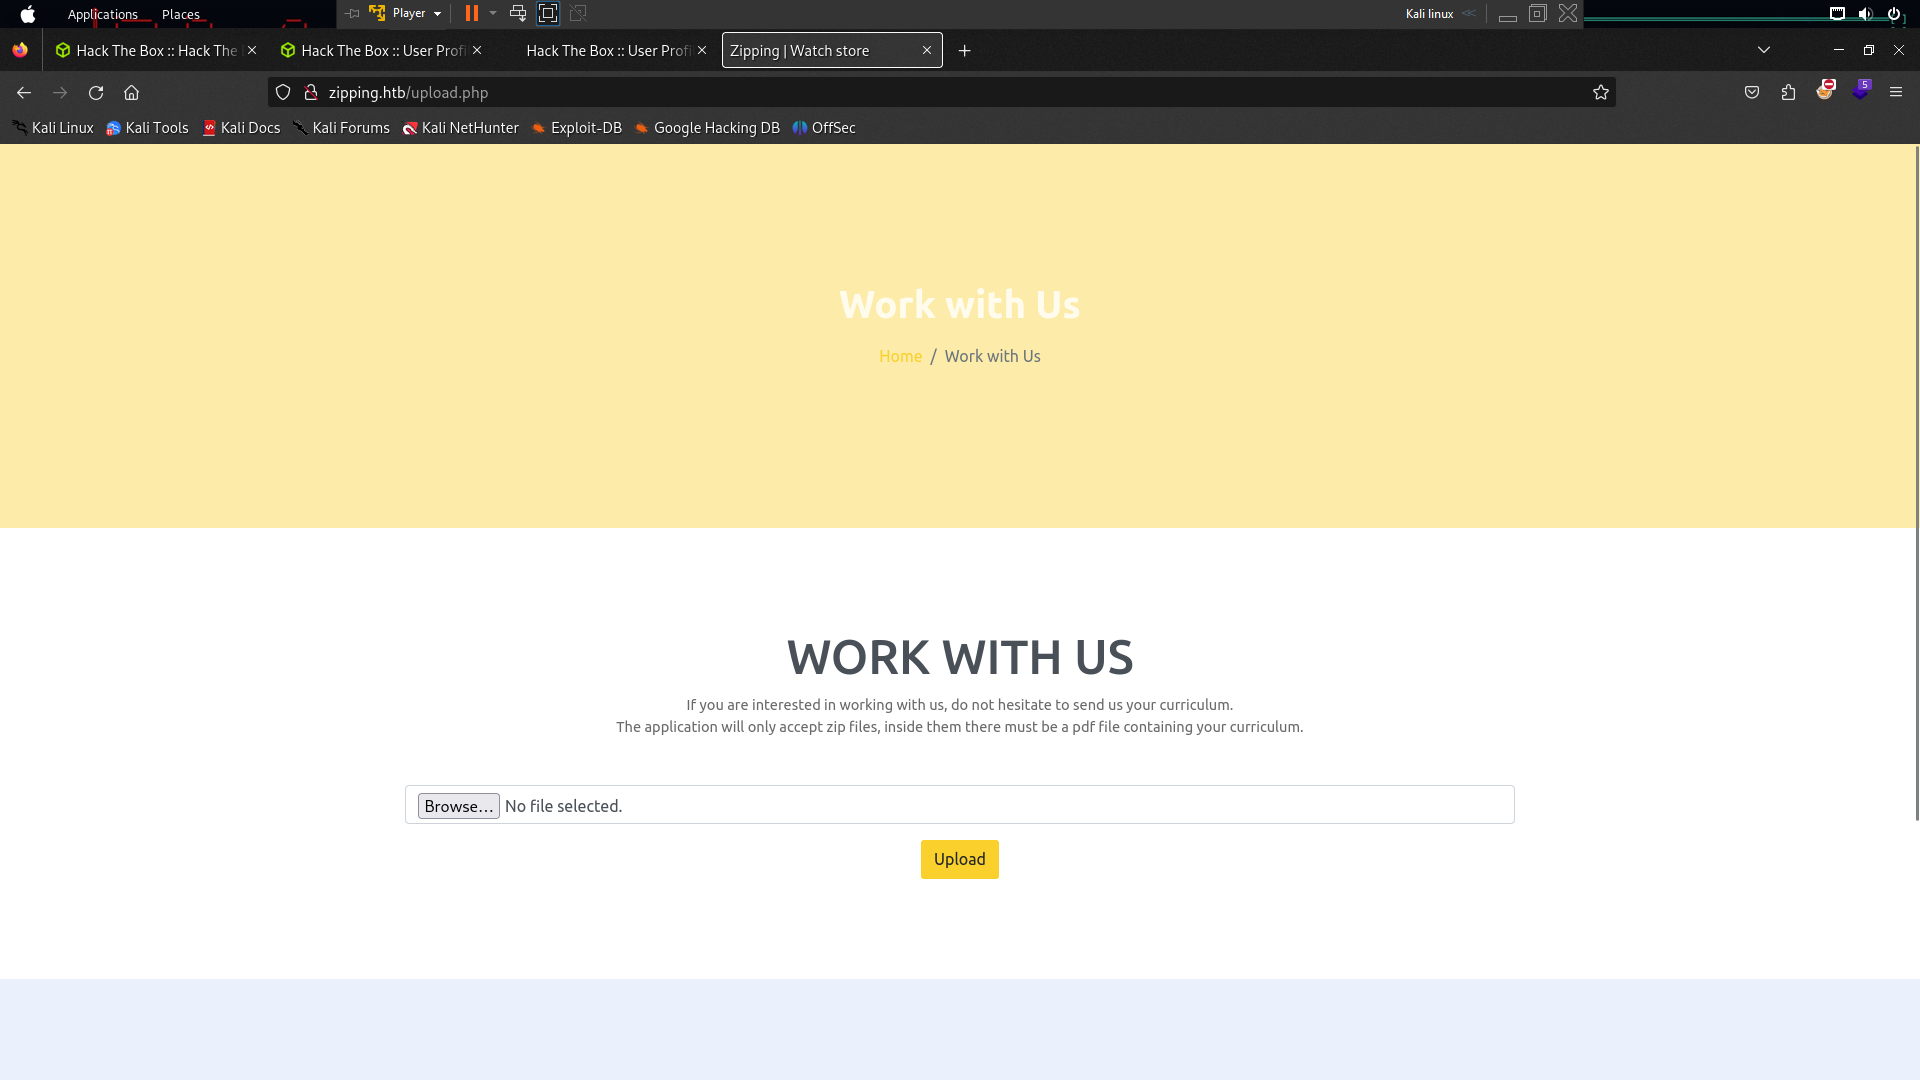 Applications Places Player Kali linux
Hack The Box :: Hack The Hack The Box :: User Profi Hack The Box :: User Profi Zipping | Watch store
zipping.htb/upload.php 5
Kali Linux Kali Tools Kali Docs Kali Forums Kali NetHunter Exploit-DB Google Hacking DB OffSec
Work with Us
Home / Work with Us
WORK WITH US
If you are interested in working with us, do not hesitate to send us your curriculum.
The application will only accept zip files, inside them there must be a pdf file containing your curriculum.
Browse... No file selected.
Upload